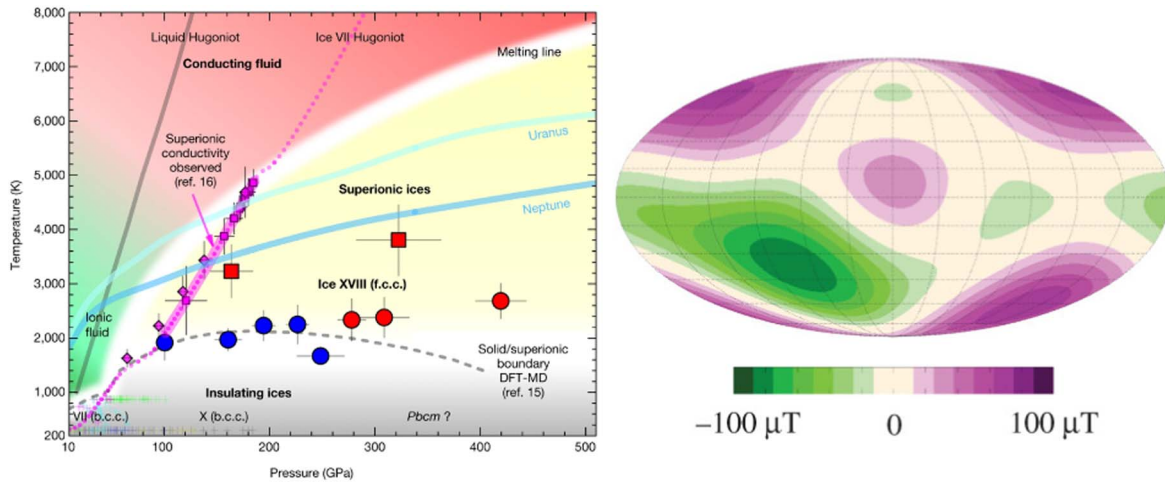 8,000
7,000
6,000
5,000
4,000
3,000
2,000
1,000
200
Temperature (K)
Liquid Hugoniot
Ice VII Hugoniot
Conducting fluid
Melting line
Superionic
conductivity
observed
(ref. 16)
Uranus
Superionic ices
Neptune
Ice XVIII (f.c.c.)
Ionic
fluid
Solid/superionic
boundary
DFT-MD
(ref. 15)
Insulating ices
VII (b.c.c.)
X (b.c.c.)
Pbcm ?
10
100
200
300
400
500
Pressure (GPa)
−100 μT
0
100 μT